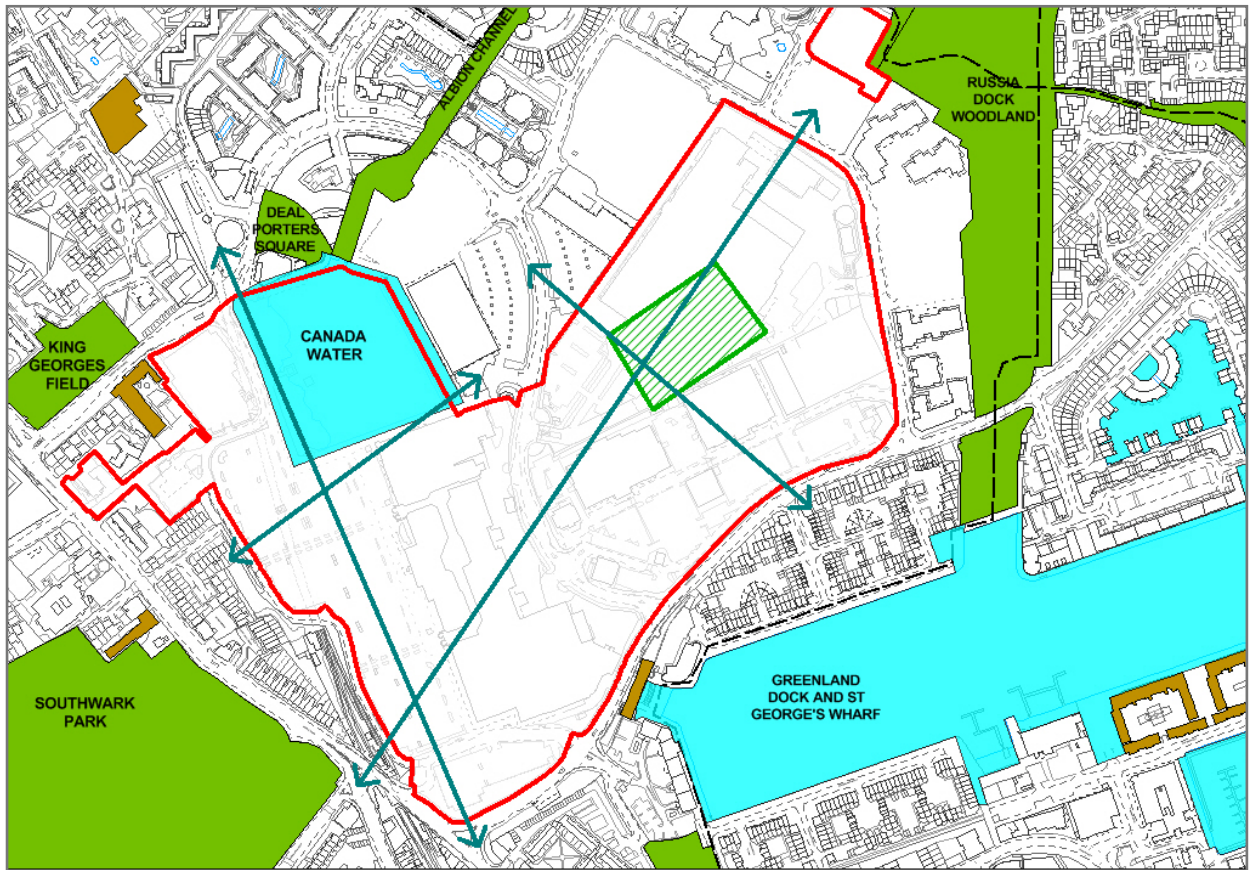 ALBION CHANNEL
RUSSIA
DOCK
WOODLAND
DEAL
PORTERS
SQUARE
CANADA
WATER
KING
GEORGES
FIELD
SOUTHWARK
PARK
GREENLAND
DOCK AND ST
GEORGE'S WHARF